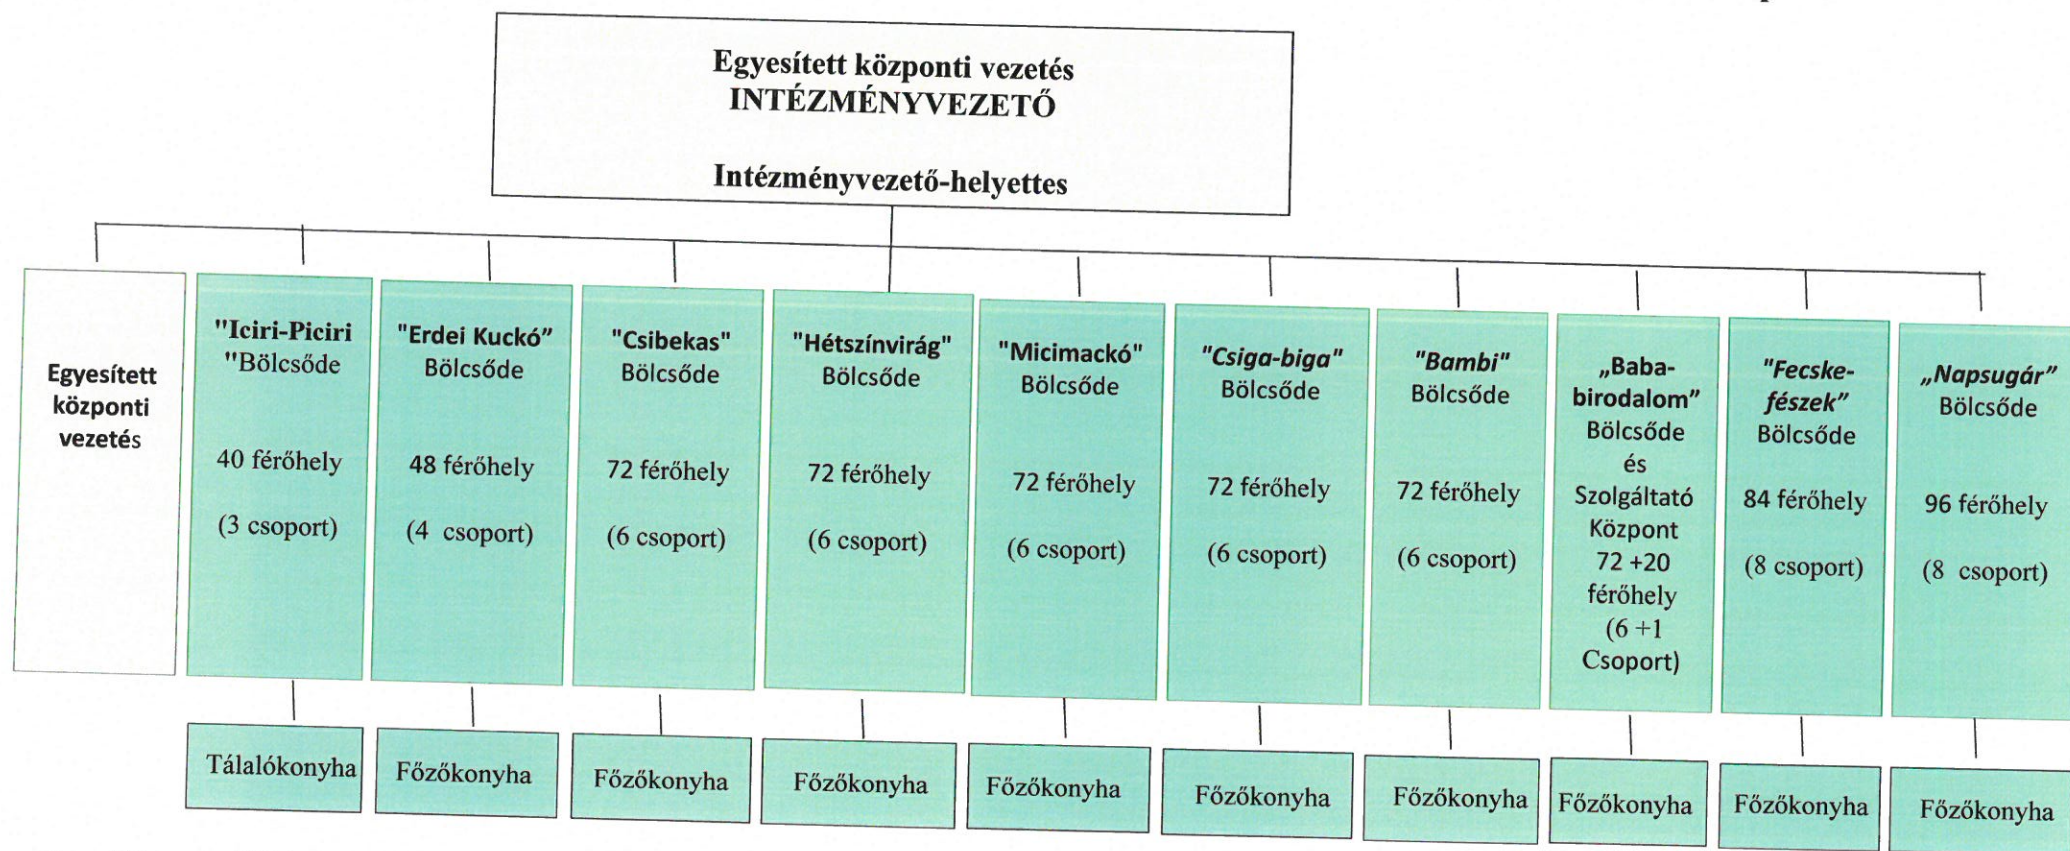 Egyesített központi vezetés
INTÉZMÉNYVEZETŐ
Intézményvezető-helyettes
Egyesített
központi
vezetés
"Iciri-Piciri
"Bölcsőde
40 férőhely
(3 csoport)
"Erdei Kuckó”
Bölcsőde
48 férőhely
(4 csoport)
"Csibekas"
Bölcsőde
72 férőhely
(6 csoport)
"Hétszínvirág"
Bölcsőde
72 férőhely
(6 csoport)
"Micimackó"
Bölcsőde
72 férőhely
(6 csoport)
"Csiga-biga"
Bölcsőde
72 férőhely
(6 csoport)
"Bambi"
Bölcsőde
72 férőhely
(6 csoport)
„Baba-
birodalom”
Bölcsőde
és
Szolgáltató
Központ
72 +20
férőhely
(6 +1
Csoport)
"Fecske-
fészek”
Bölcsőde
84 férőhely
(8 csoport)
„Napsugár”
Bölcsőde
96 férőhely
(8 csoport)
Tálalókonyha
Főzőkonyha
Főzőkonyha
Főzőkonyha
Főzőkonyha
Főzőkonyha
Főzőkonyha
Főzőkonyha
Főzőkonyha
Főzőkonyha